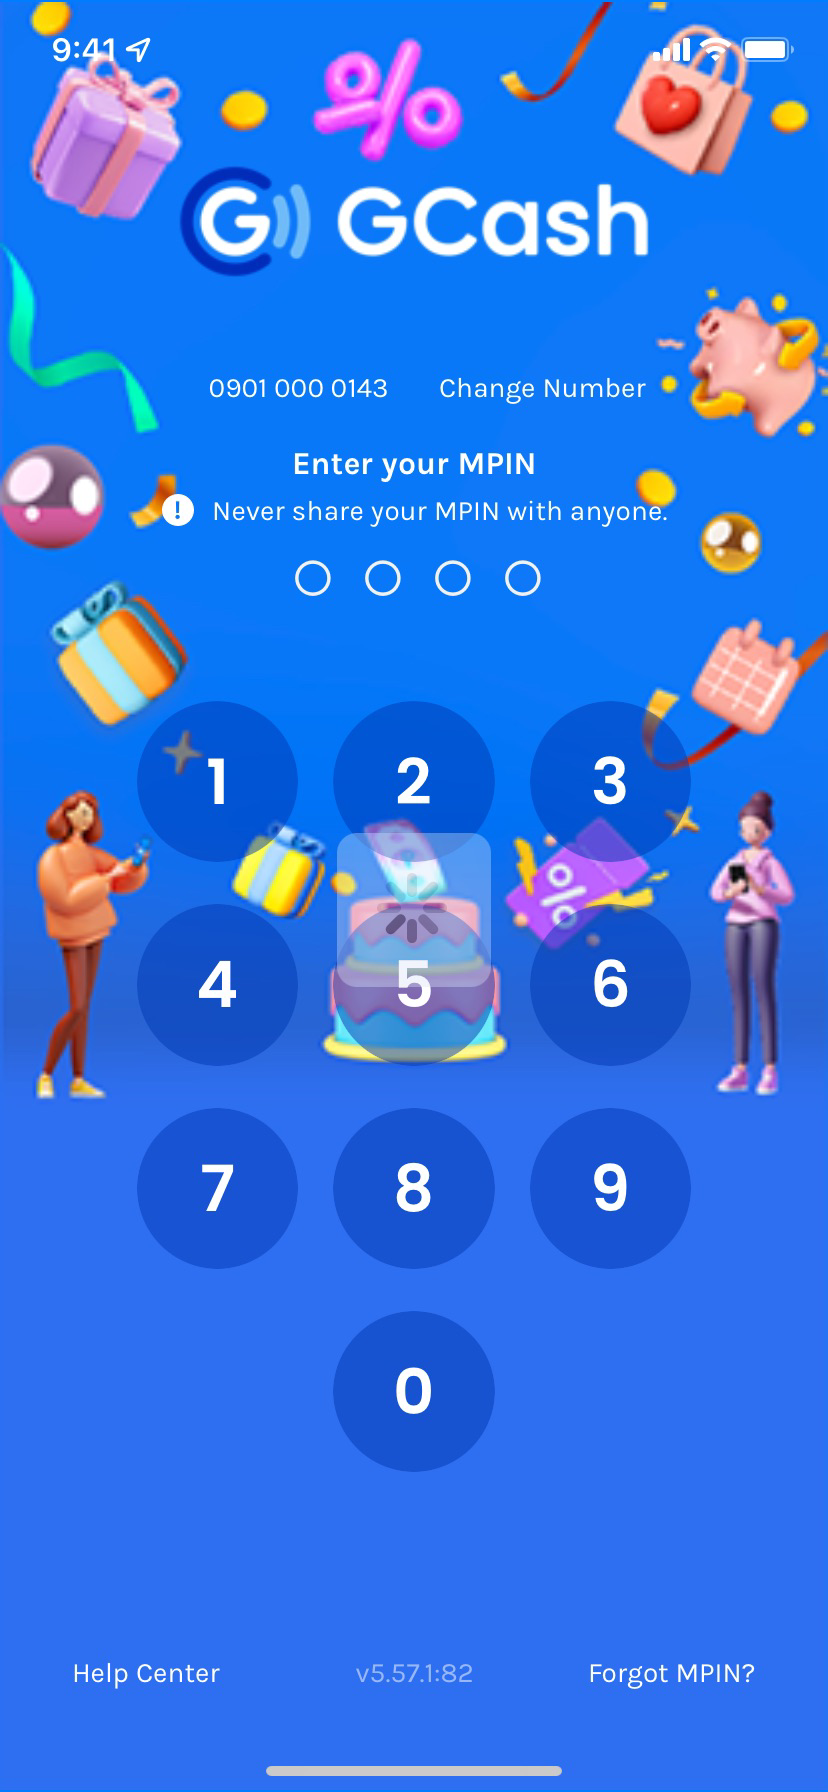 9:41
GCash
0901 000 0143 Change Number
Enter your MPIN
! Never share your MPIN with anyone.
1 2 3
4 5 6
7 8 9
0
Help Center v5.57.1:82 Forgot MPIN?